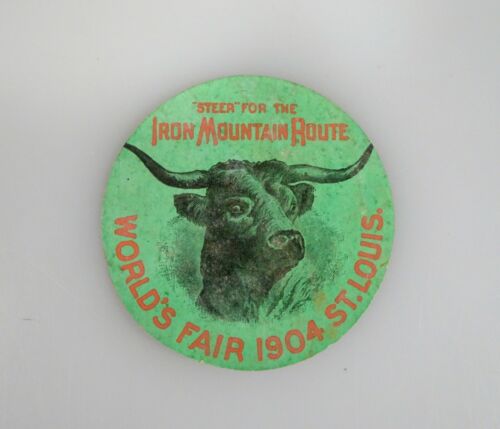 "STEER" FOR THE
IRON MOUNTAIN ROUTE
WORLD'S FAIR 1904 ST. LOUIS.